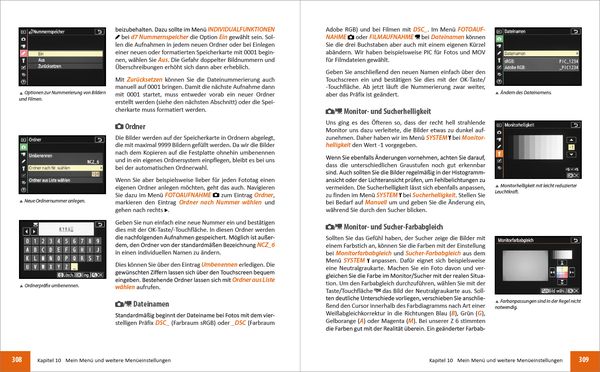 Nummernspeicher
Ein
Aus
Zurücksetzen
▲ Optionen zur Nummerierung von Bildern
und Filmen.
Ordner
Umbenennen
NCZ_6
Ordner nach Nr. wählen
Ordner aus Liste wählen
▲ Neue Ordnernummer anlegen.
▲ Ordnerpräfix umbenennen.
beizubehalten. Dazu sollte im Menü INDIVIDUALFUNKTIONEN
bei d7 Nummernspeicher die Option Ein gewählt sein. Sol-
len die Aufnahmen in jedem neuen Ordner oder bei Einlegen
einer neuen oder formatierten Speicherkarte mit 0001 begin-
nen, wählen Sie Aus. Die Gefahr doppelter Bildnummern und
Überschreibungen erhöht sich dann aber erheblich.
Mit Zurücksetzen können Sie die Dateinummerierung auch
manuell auf 0001 bringen. Damit die nächste Aufnahme dann
mit 0001 startet, muss entweder vorab ein neuer Ordner
erstellt werden (siehe den nächsten Abschnitt) oder die Spei-
cherkarte muss formatiert werden.
Ordner
Die Bilder werden auf der Speicherkarte in Ordnern abgelegt,
die mit maximal 9999 Bildern gefüllt werden. Da wir die Bilder
nach dem Kopieren auf die Festplatte ohnehin umbenennen
und in ein eigenes Ordnersystem einpflegen, bleibt es bei uns
bei der automatischen Ordnerwahl.
Wenn Sie aber beispielsweise lieber für jeden Fototag einen
eigenen Ordner anlegen möchten, geht das auch. Navigieren
Sie dazu im Menü FOTOAUFNAHME zum Eintrag Ordner,
markieren den Eintrag Ordner nach Nummer wählen und
gehen nach rechts ▶.
Geben Sie nun einfach eine neue Nummer ein und bestätigen
dies mit der OK-Taste/-Touchfläche. In diesen Ordner werden
die nachfolgenden Aufnahmen gespeichert. Möglich ist außer-
dem, den Ordner von der standardmäßigen Bezeichnung NCZ_6
in einen individuellen Namen zu ändern.
Dies können Sie über den Eintrag Umbenennen erledigen. Die
gewünschten Ziffern lassen sich über den Touchscreen bequem
eingeben. Bestehende Ordner lassen sich mit Ordner aus Liste
wählen aufrufen.
Dateinamen
Standardmäßig beginnt der Dateiname bei Fotos mit dem vier-
stelligen Präfix DSC_ (Farbraum sRGB) oder _DSC (Farbraum
308
Kapitel 10 Mein Menü und weitere Menüeinstellungen
Adobe RGB) und bei Filmen mit DSC_. Im Menü FOTOAUF-
NAHME oder FILMAUFNAHME bei Dateinamen können
Sie die drei Buchstaben aber auch mit einem eigenen Kürzel
abändern. Wir haben beispielsweise PIC für Fotos und MOV
für Filmdateien gewählt.
Geben Sie anschließend den neuen Namen einfach über den
Touchscreen ein und bestätigen Sie dies mit der OK-Taste/
-Touchfläche. Ab jetzt läuft die Nummerierung zwar weiter,
aber das Präfix ist geändert.
Monitor- und Sucherhelligkeit
Uns ging es des Öfteren so, dass der recht hell strahlende
Monitor uns dazu verleitete, die Bilder etwas zu dunkel auf-
zunehmen. Daher haben wir im Menü SYSTEM bei Monitor-
helligkeit den Wert -1 vorgegeben.
Wenn Sie ebenfalls Änderungen vornehmen, achten Sie darauf,
dass die unterschiedlichen Graustufen noch gut erkennbar
sind. Auch sollten Sie die Bilder regelmäßig in der Histogramm-
ansicht oder der Lichteransicht prüfen, um Fehlbelichtungen zu
vermeiden. Die Sucherhelligkeit lässt sich ebenfalls anpassen,
zu finden im Menü SYSTEM bei Sucherhelligkeit. Stellen Sie
bei Bedarf auf Manuell um und geben Sie die Änderung ein,
während Sie durch den Sucher blicken.
Monitor- und Sucher-Farbabgleich
Sollten Sie das Gefühl haben, der Sucher zeige die Bilder mit
einem Farbstich an, können Sie die Farben mit der Einstellung
bei Monitorfarbabgleich und Sucher-Farbabgleich aus dem
Menü SYSTEM anpassen. Dafür eignet sich beispielsweise
eine Neutralgraukarte. Machen Sie ein Foto davon und ver-
gleichen Sie die Farbe im Monitor/Sucher mit der realen Situa-
tion. Um den Farbabgleich durchzuführen, wählen Sie mit der
Taste/Touchfläche das Bild der Neutralgraukarte aus. Soll-
ten deutliche Unterschiede vorliegen, verschieben Sie anschlie-
ßend den Cursor innerhalb des Farbdiagramms nach Art einer
Weißabgleichkorrektur in die Richtungen Blau (B), Grün (G),
Gelborange (A) oder Magenta (M). Bei unserer Z 6 stimmten
die Farben gut mit der Realität überein. Ein geänderter Farbab-
Dateinamen
Dateinamen
sRGB: PIC_1234
Adobe RGB: _PIC1234
▲ Ändern des Dateinamens.
Monitorhelligkeit
▲ Monitorhelligkeit mit leicht reduzierter
Leuchtkraft.
Monitorfarbabgleich
▲ Farbanpassungen sind in der Regel nicht
notwendig.
Kapitel 10 Mein Menü und weitere Menüeinstellungen
309